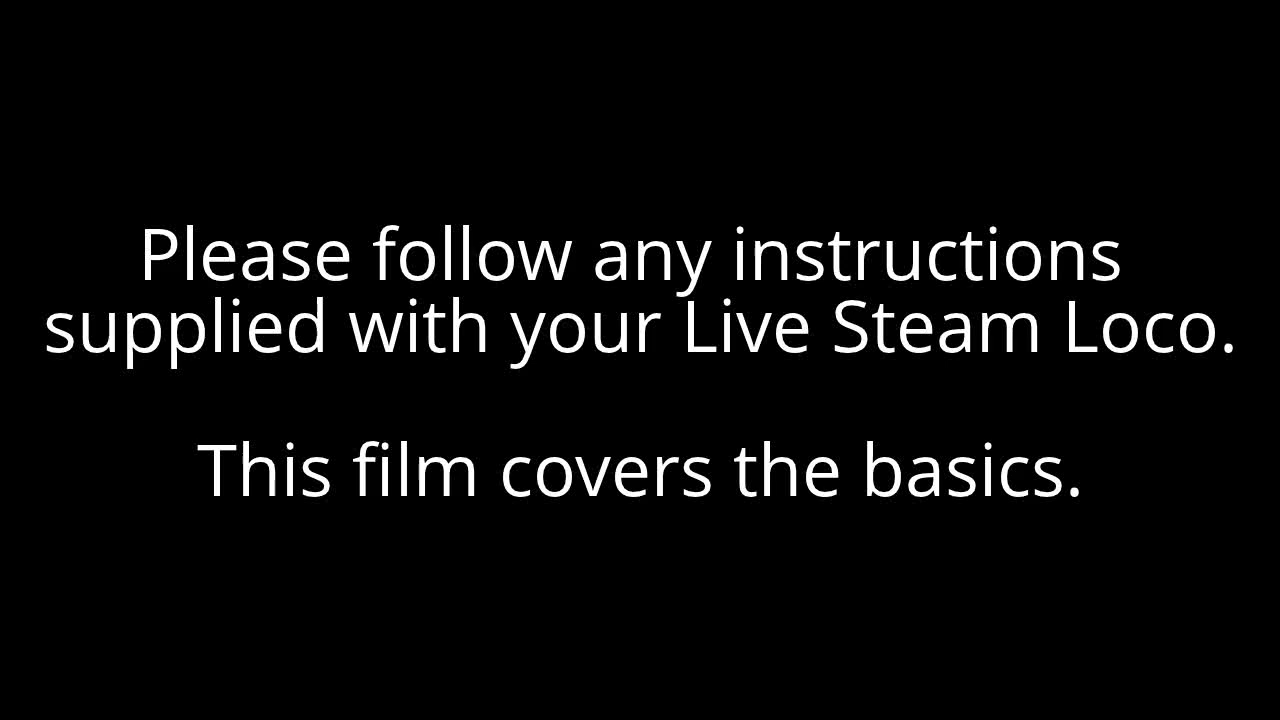 Please follow any instructions
supplied with your Live Steam Loco.
This film covers the basics.